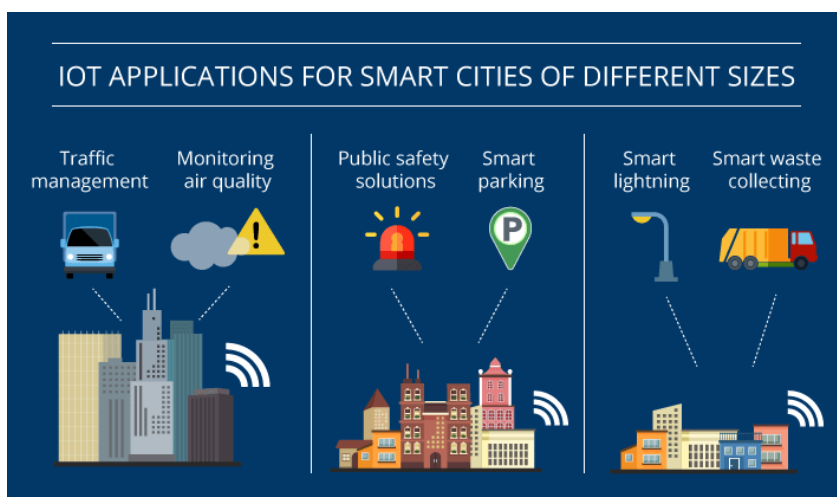 IOT APPLICATIONS FOR SMART CITIES OF DIFFERENT SIZES
Traffic
management
Monitoring
air quality
Public safety
solutions
Smart
parking
Smart
lightning
Smart waste
collecting
!
P